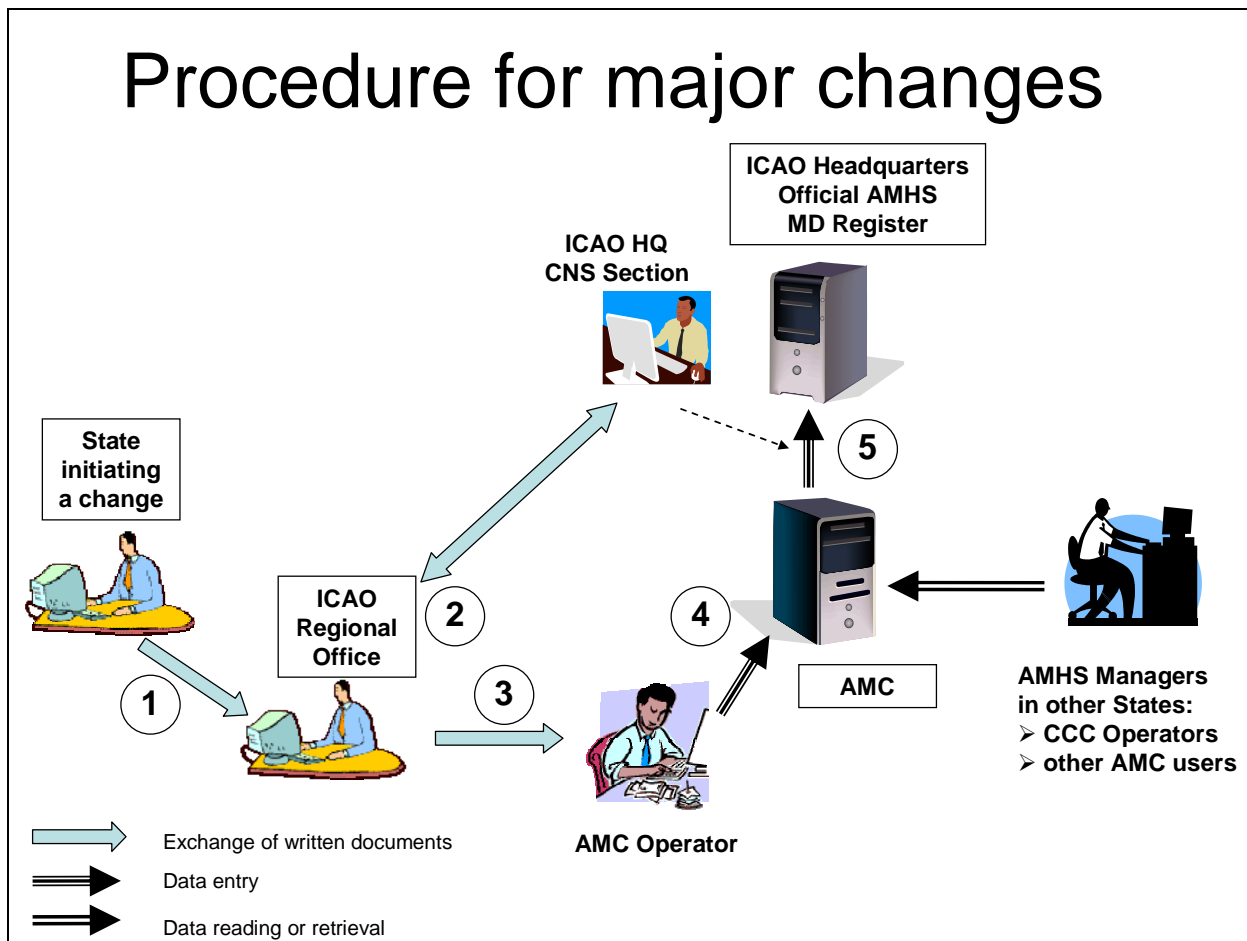 Procedure for major changes
ICAO Headquarters
Official AMHS
MD Register
ICAO HQ
CNS Section
5
State
initiating
a change
ICAO
Regional
Office
2
4
1
3
AMC
AMHS Managers
in other States:
➢ CCC Operators
➢ other AMC users
AMC Operator
Exchange of written documents
Data entry
Data reading or retrieval